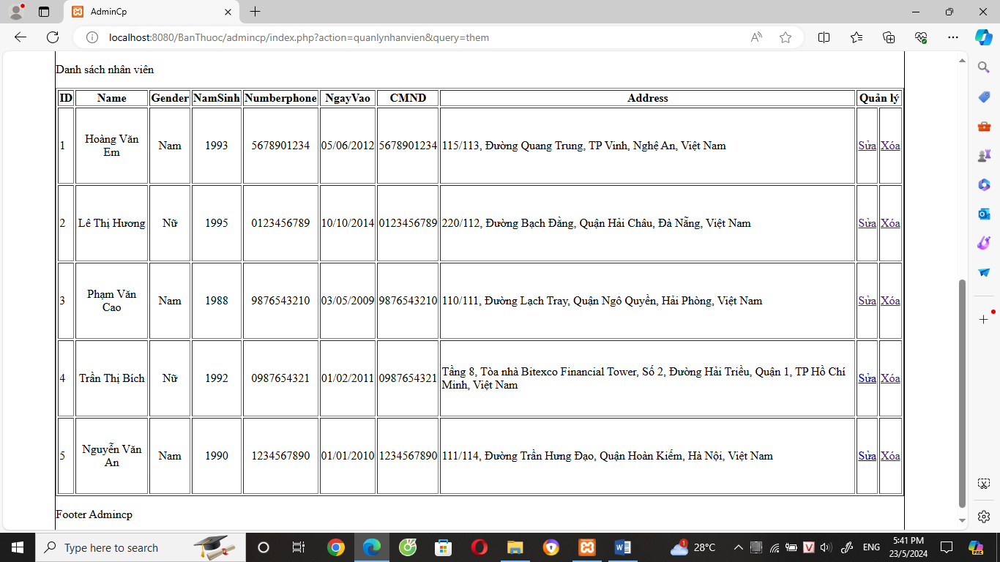 AdminCp
localhost:8080/BanThuoc/admincp/index.php?action=quanlynhanvien&query=them
Danh sách nhân viên
ID Name Gender NamSinh Numberphone NgayVao CMND Address Quản lý
1 Hoàng Văn Em Nam 1993 5678901234 05/06/2012 5678901234 115/113, Đường Quang Trung, TP Vinh, Nghệ An, Việt Nam Sửa Xóa
2 Lê Thị Hương Nữ 1995 0123456789 10/10/2014 0123456789 220/112, Đường Bạch Đằng, Quận Hải Châu, Đà Nẵng, Việt Nam Sửa Xóa
3 Phạm Văn Cao Nam 1988 9876543210 03/05/2009 9876543210 110/111, Đường Lạch Tray, Quận Ngô Quyền, Hải Phòng, Việt Nam Sửa Xóa
4 Trần Thị Bích Nữ 1992 0987654321 01/02/2011 0987654321 Tầng 8, Tòa nhà Bitexco Financial Tower, Số 2, Đường Hải Triều, Quận 1, TP Hồ Chí Minh, Việt Nam Sửa Xóa
5 Nguyễn Văn An Nam 1990 1234567890 01/01/2010 1234567890 111/114, Đường Trần Hưng Đạo, Quận Hoàn Kiếm, Hà Nội, Việt Nam Sửa Xóa
Footer Admincp
Type here to search
1
28°C
V
ENG
5:41 PM
23/5/2024
PRE